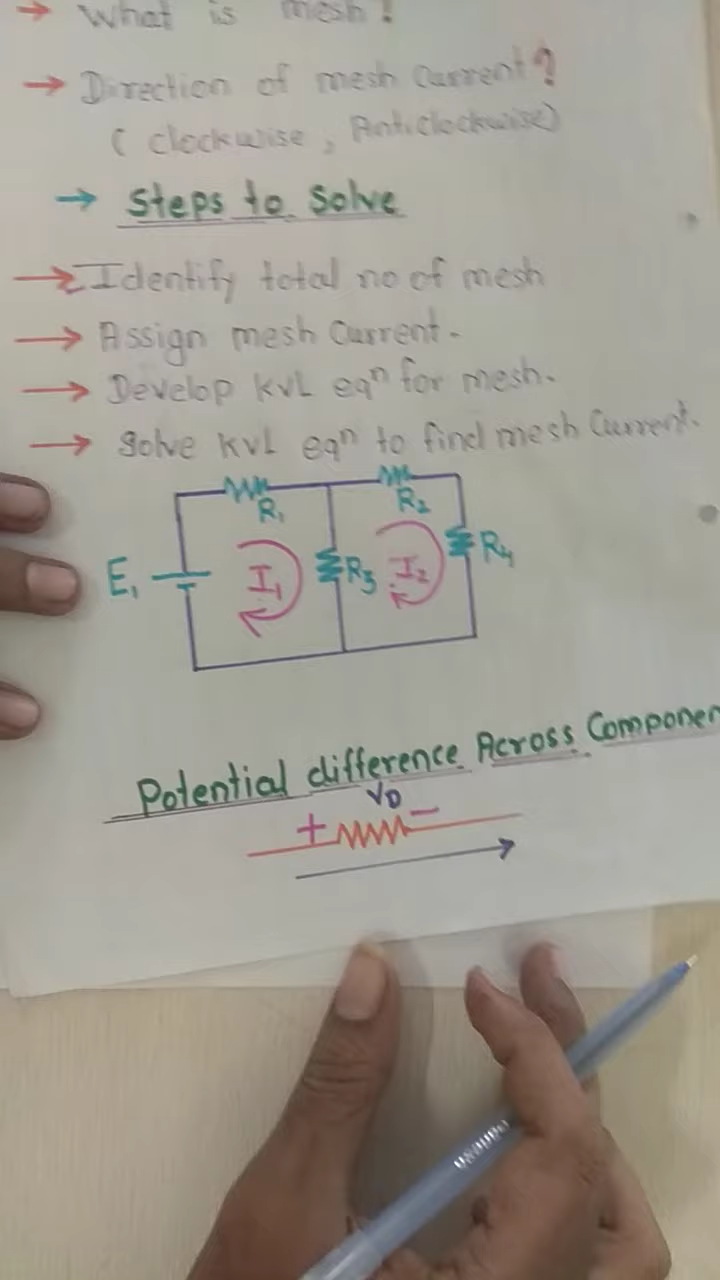 → What is mesh?
→ Direction of mesh Current?
( Clockwise, Anticlockwise)
→ Steps to Solve
→ Identify total no of mesh
→ Assign mesh Current.
→ Develop KVL eqⁿ for mesh.
→ Solve KVL eqⁿ to find mesh Current.
R₁ R₂
E₁ I₁ R₃ I₂ R₄
Potential difference Across Componen
VD
+ −